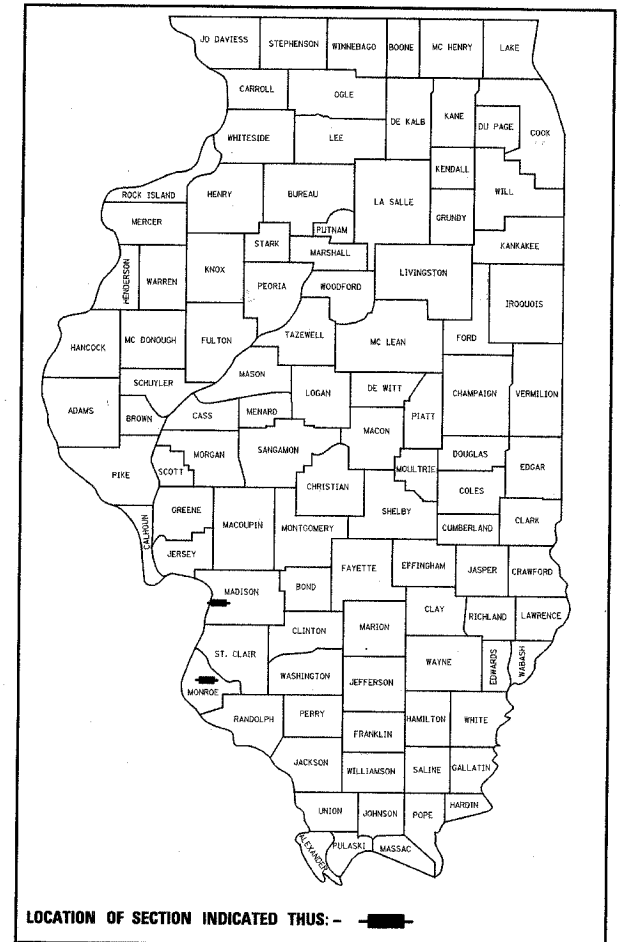 JO DAVIESS STEPHENSON WINNEBAGO BOONE MC HENRY LAKE
CARROLL OGLE
DE KALB KANE DU PAGE COOK
WHITESIDE LEE
KENDALL
WILL
ROCK ISLAND HENRY BUREAU LA SALLE
GRUNDY
MERCER PUTNAM
STARK MARSHALL KANKAKEE
HENDERSON WARREN KNOX PEORIA WOODFORD LIVINGSTON
IROQUOIS
HANCOCK MC DONOUGH FULTON TAZEWELL MC LEAN FORD
MASON
SCHUYLER LOGAN DE WITT CHAMPAIGN VERMILION
ADAMS BROWN CASS MENARD PIATT
MACON
MORGAN SANGAMON DOUGLAS
PIKE SCOTT MOULTRIE EDGAR
CHRISTIAN COLES
GREENE SHELBY
CALHOUN MACOUPIN MONTGOMERY CUMBERLAND CLARK
JERSEY
FAYETTE EFFINGHAM JASPER CRAWFORD
MADISON BOND
CLAY RICHLAND LAWRENCE
CLINTON MARION
ST. CLAIR WAYNE EDWARDS WABASH
WASHINGTON JEFFERSON
MONROE
RANDOLPH PERRY HAMILTON WHITE
FRANKLIN
JACKSON WILLIAMSON SALINE GALLATIN
UNION JOHNSON POPE HARDIN
ALEXANDER PULASKI MASSAC
LOCATION OF SECTION INDICATED THUS: -